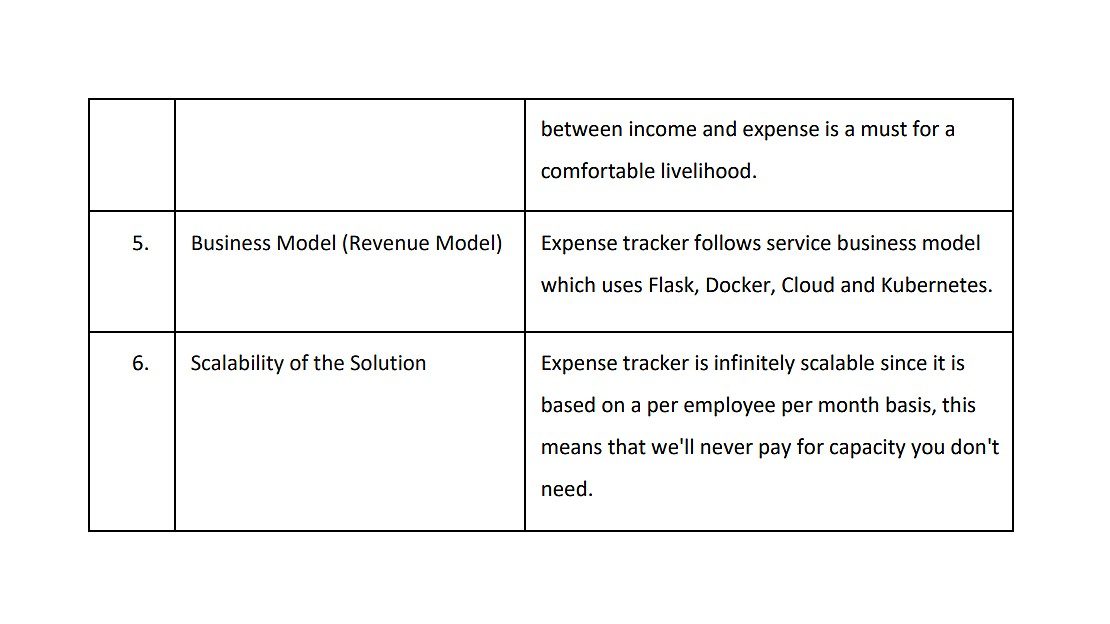 between income and expense is a must for a
comfortable livelihood.
5. Business Model (Revenue Model) Expense tracker follows service business model
which uses Flask, Docker, Cloud and Kubernetes.
6. Scalability of the Solution Expense tracker is infinitely scalable since it is
based on a per employee per month basis, this
means that we'll never pay for capacity you don't
need.